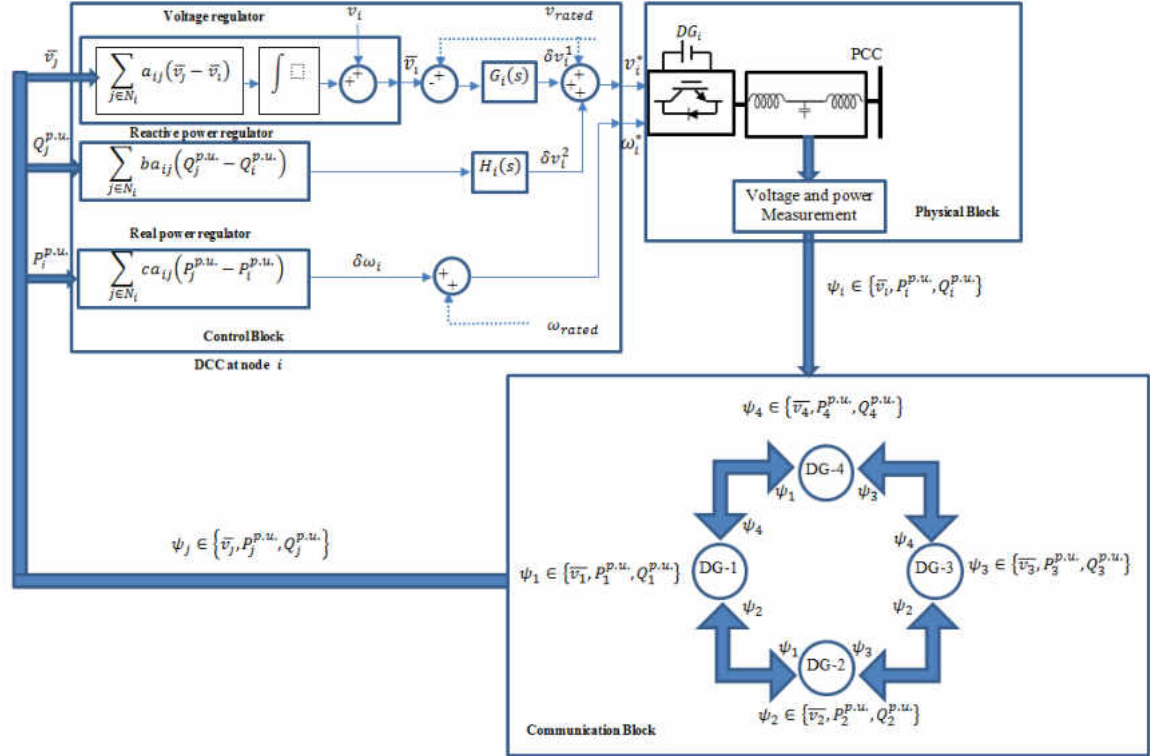 Voltage regulator
v_i
v_rated
v̅_j
∑_{j∈N_i} a_ij(v̅_j − v̅_i)
∫ □
+ +
v̅_ı
- +
G_i(s)
δv_i^1
+ + +
v_i^*
ω_i^*
DG_i
PCC
Q_j^{p.u.}
Reactive power regulator
∑_{j∈N_i} ba_ij(Q_j^{p.u.} − Q_i^{p.u.})
H_i(s)
δv_i^2
Voltage and power
Measurement
Physical Block
P_i^{p.u.}
Real power regulator
∑_{j∈N_i} ca_ij(P_j^{p.u.} − P_i^{p.u.})
δω_i
+ +
ω_rated
Control Block
DCC at node i
ψ_i ∈ {v̅_i, P_i^{p.u.}, Q_i^{p.u.}}
ψ_j ∈ {v̅_j, P_j^{p.u.}, Q_j^{p.u.}}
ψ_4 ∈ {v̅_4, P_4^{p.u.}, Q_4^{p.u.}}
DG-4
ψ_1
ψ_3
ψ_4
ψ_4
ψ_1 ∈ {v̅_1, P_1^{p.u.}, Q_1^{p.u.}}
DG-1
DG-3
ψ_3 ∈ {v̅_3, P_3^{p.u.}, Q_3^{p.u.}}
ψ_2
ψ_2
ψ_1
ψ_3
DG-2
ψ_2 ∈ {v̅_2, P_2^{p.u.}, Q_2^{p.u.}}
Communication Block